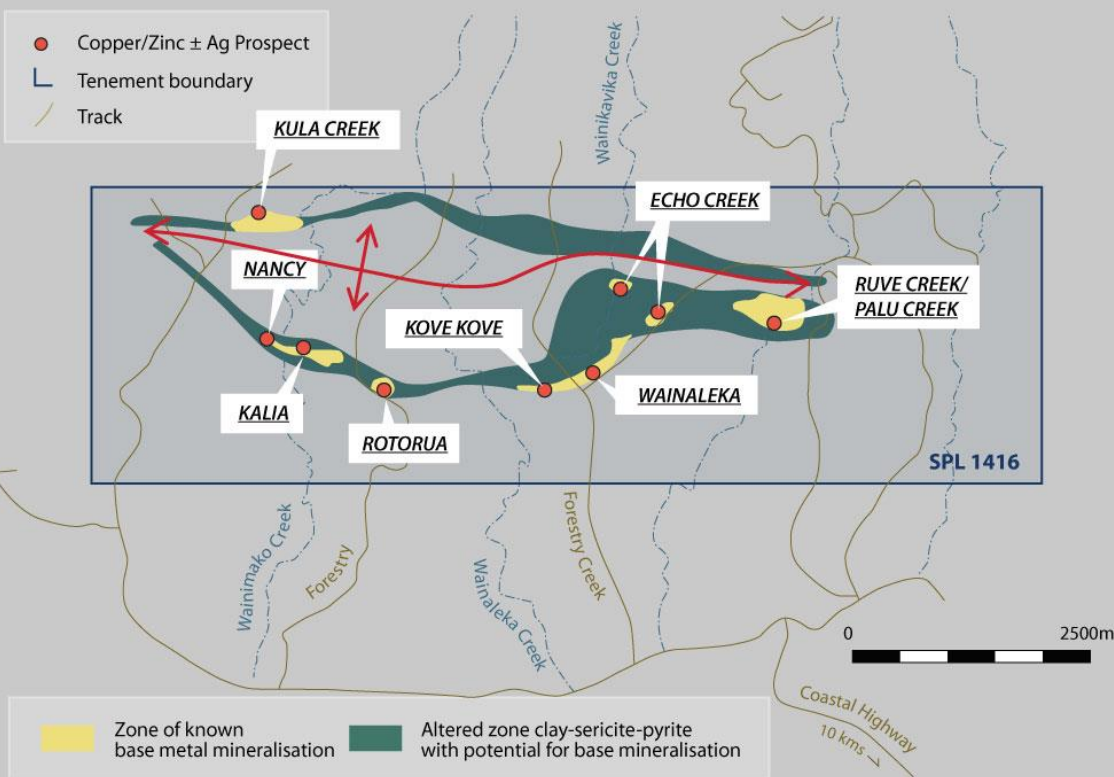 Copper/Zinc ± Ag Prospect
Tenement boundary
Track
KULA CREEK
Wainikavika Creek
ECHO CREEK
NANCY
RUVE CREEK/
PALU CREEK
KOVE KOVE
KALIA
WAINALEKA
ROTORUA
SPL 1416
Wainimako Creek
Forestry
Wainaleka Creek
Forestry Creek
0 2500m
Coastal Highway
10 kms
Zone of known
base metal mineralisation
Altered zone clay-sericite-pyrite
with potential for base mineralisation